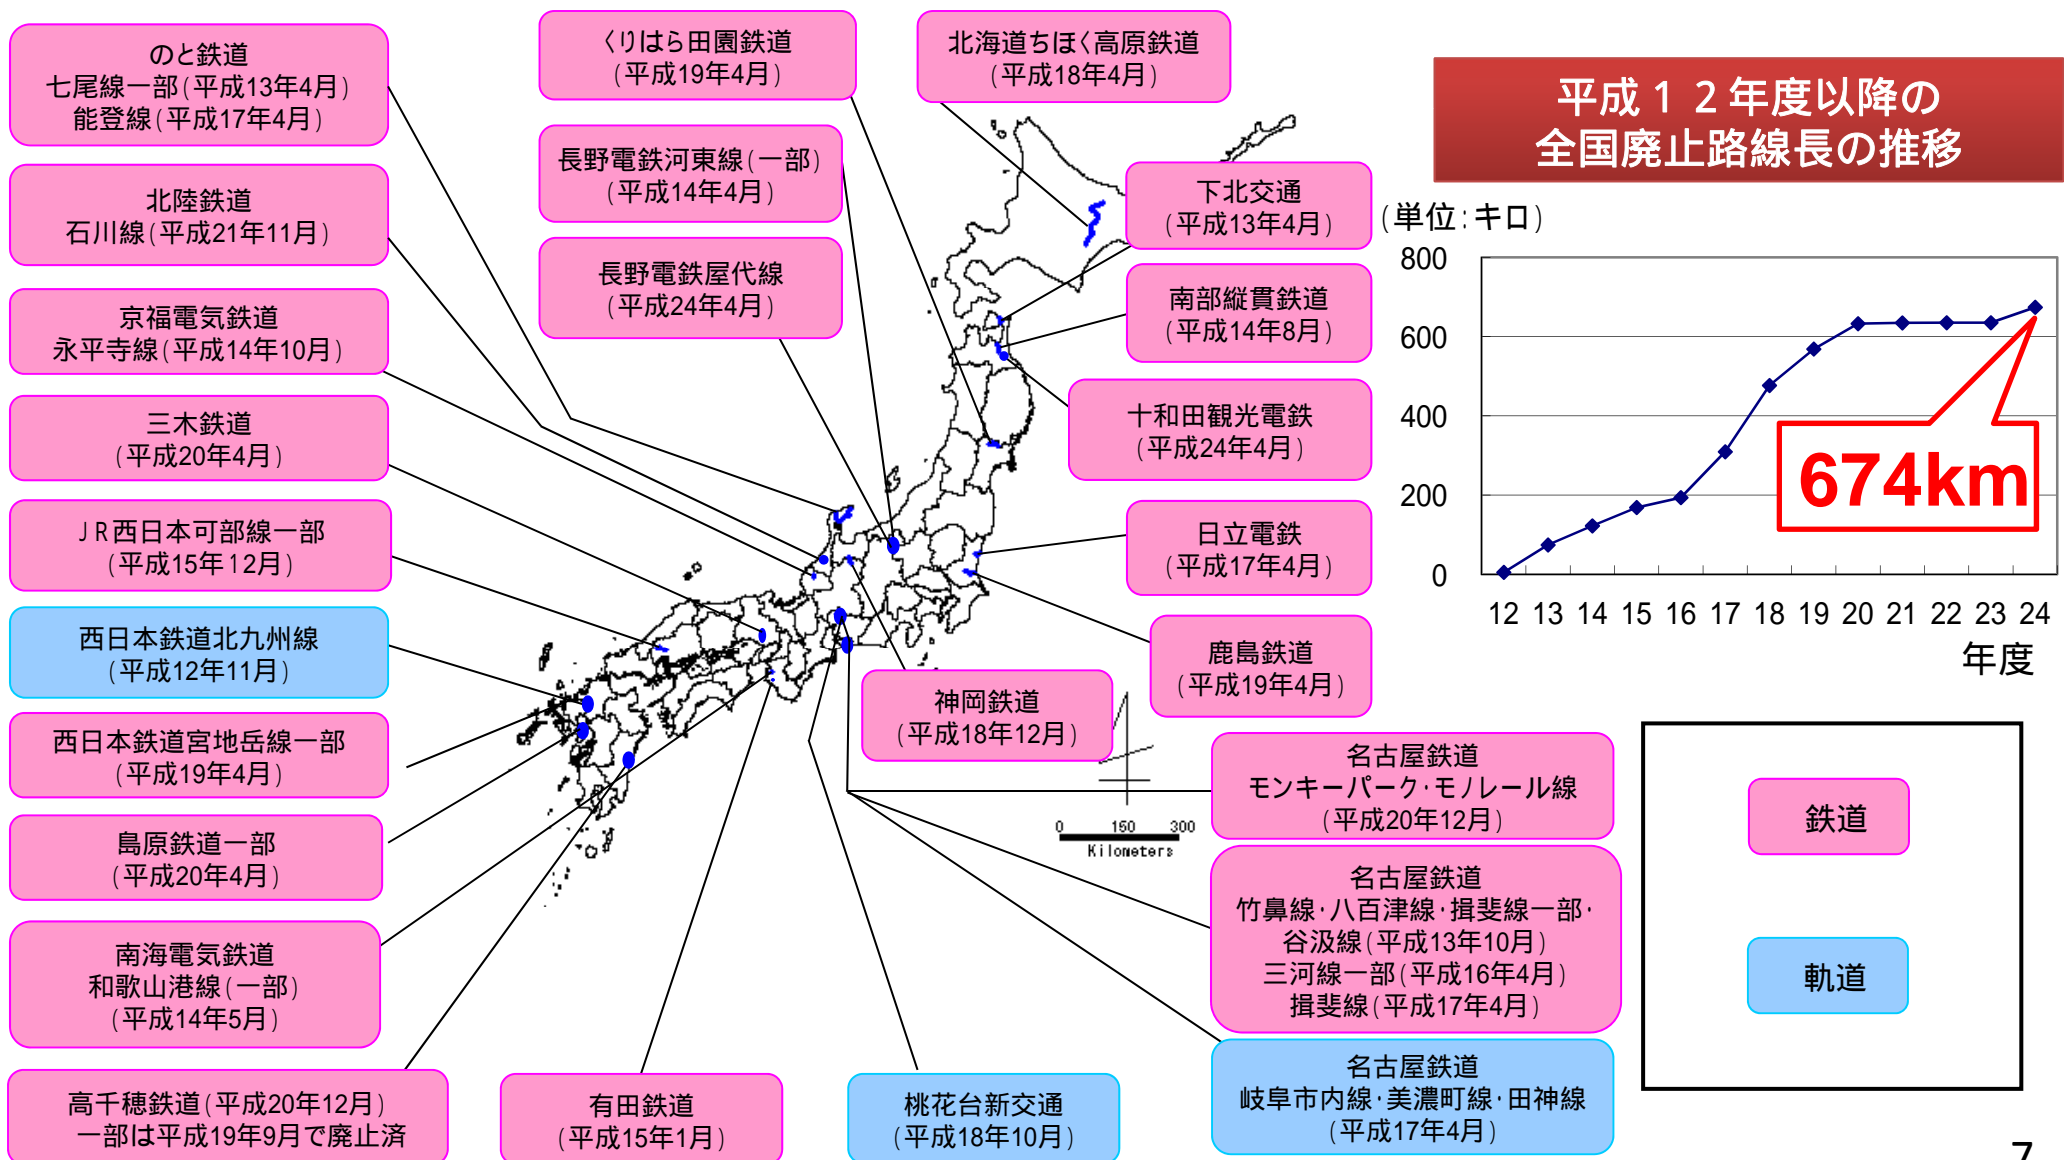 のと鉄道
七尾線一部(平成13年4月)
能登線(平成17年4月)
北陸鉄道
石川線(平成21年11月)
京福電気鉄道
永平寺線(平成14年10月)
三木鉄道
(平成20年4月)
JR西日本可部線一部
(平成15年12月)
西日本鉄道北九州線
(平成12年11月)
西日本鉄道宮地岳線一部
(平成19年4月)
島原鉄道一部
(平成20年4月)
南海電気鉄道
和歌山港線(一部)
(平成14年5月)
高千穂鉄道(平成20年12月)
一部は平成19年9月で廃止済
くりはら田園鉄道
(平成19年4月)
長野電鉄河東線(一部)
(平成14年4月)
長野電鉄屋代線
(平成24年4月)
北海道ちほく高原鉄道
(平成18年4月)
下北交通
(平成13年4月)
南部縦貫鉄道
(平成14年8月)
十和田観光電鉄
(平成24年4月)
日立電鉄
(平成17年4月)
鹿島鉄道
(平成19年4月)
神岡鉄道
(平成18年12月)
名古屋鉄道
モンキーパーク・モノレール線
(平成20年12月)
名古屋鉄道
竹鼻線・八百津線・揖斐線一部・
谷汲線(平成13年10月)
三河線一部(平成16年4月)
揖斐線(平成17年4月)
名古屋鉄道
岐阜市内線・美濃町線・田神線
(平成17年4月)
有田鉄道
(平成15年1月)
桃花台新交通
(平成18年10月)
0 150 300
Kilometers
平成12年度以降の
全国廃止路線長の推移
(単位:キロ)
800
600
400
200
0
674km
12 13 14 15 16 17 18 19 20 21 22 23 24
年度
鉄道
軌道
7